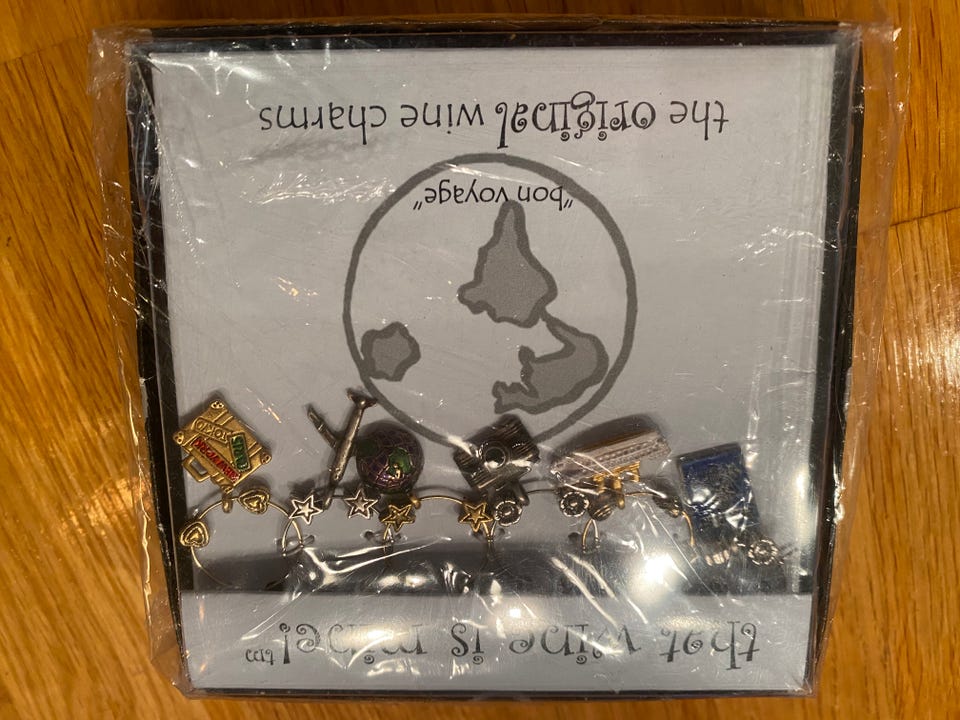 that wine is mine! tm
"bon voyage"
the original wine charms